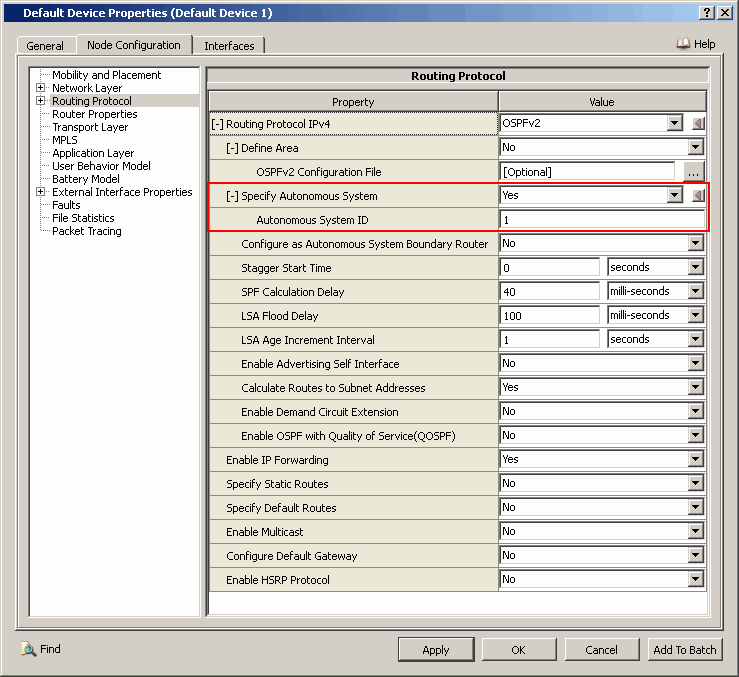 Default Device Properties (Default Device 1)
General Node Configuration Interfaces Help
Mobility and Placement
Network Layer
Routing Protocol
Router Properties
Transport Layer
MPLS
Application Layer
User Behavior Model
Battery Model
External Interface Properties
Faults
File Statistics
Packet Tracing
Routing Protocol
Property Value
[-] Routing Protocol IPv4 OSPFv2
[-] Define Area No
OSPFv2 Configuration File [Optional] ...
[-] Specify Autonomous System Yes
Autonomous System ID 1
Configure as Autonomous System Boundary Router No
Stagger Start Time 0 seconds
SPF Calculation Delay 40 milli-seconds
LSA Flood Delay 100 milli-seconds
LSA Age Increment Interval 1 seconds
Enable Advertising Self Interface No
Calculate Routes to Subnet Addresses Yes
Enable Demand Circuit Extension No
Enable OSPF with Quality of Service(QOSPF) No
Enable IP Forwarding Yes
Specify Static Routes No
Specify Default Routes No
Enable Multicast No
Configure Default Gateway No
Enable HSRP Protocol No
Find Apply OK Cancel Add To Batch